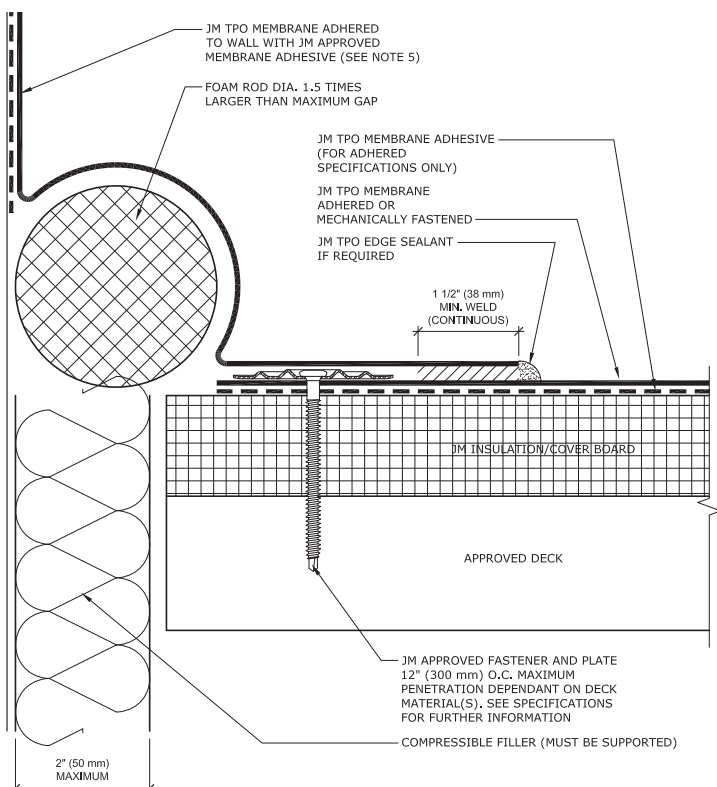 JM TPO MEMBRANE ADHERED
TO WALL WITH JM APPROVED
MEMBRANE ADHESIVE (SEE NOTE 5)
FOAM ROD DIA. 1.5 TIMES
LARGER THAN MAXIMUM GAP
JM TPO MEMBRANE ADHESIVE
(FOR ADHERED
SPECIFICATIONS ONLY)
JM TPO MEMBRANE
ADHERED OR
MECHANICALLY FASTENED
JM TPO EDGE SEALANT
IF REQUIRED
1 1/2" (38 mm)
MIN. WELD
(CONTINUOUS)
JM INSULATION/COVER BOARD
APPROVED DECK
JM APPROVED FASTENER AND PLATE
12" (300 mm) O.C. MAXIMUM
PENETRATION DEPENDANT ON DECK
MATERIAL(S). SEE SPECIFICATIONS
FOR FURTHER INFORMATION
COMPRESSIBLE FILLER (MUST BE SUPPORTED)
2" (50 mm)
MAXIMUM